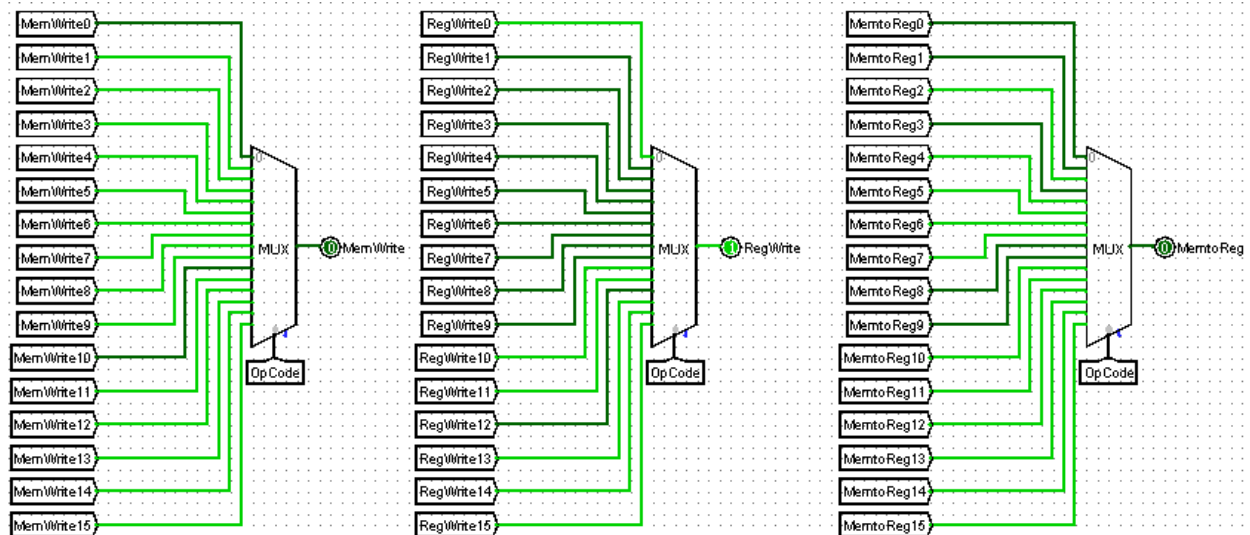 MemWrite0
MemWrite1
MemWrite2
MemWrite3
MemWrite4
MemWrite5
MemWrite6
MemWrite7
MemWrite8
MemWrite9
MemWrite10
MemWrite11
MemWrite12
MemWrite13
MemWrite14
MemWrite15
0
MUX
0 MemWrite
OpCode
RegWrite0
RegWrite1
RegWrite2
RegWrite3
RegWrite4
RegWrite5
RegWrite6
RegWrite7
RegWrite8
RegWrite9
RegWrite10
RegWrite11
RegWrite12
RegWrite13
RegWrite14
RegWrite15
0
MUX
1 RegWrite
OpCode
MemtoReg0
MemtoReg1
MemtoReg2
MemtoReg3
MemtoReg4
MemtoReg5
MemtoReg6
MemtoReg7
MemtoReg8
MemtoReg9
MemtoReg10
MemtoReg11
MemtoReg12
MemtoReg13
MemtoReg14
MemtoReg15
0
MUX
0 MemtoReg
OpCode